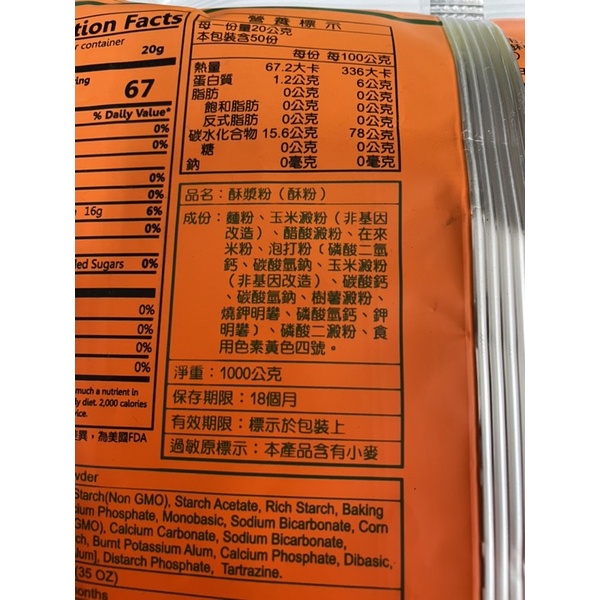 tion Facts
r container
20g
ing
67
% Daily Value*
0%
0%
0%
0%
16g 6%
0%
ded Sugars 0%
0%
0%
0%
0%
much a nutrient in
ly diet. 2,000 calories
vice.
異，為美國FDA
營養標示
每一份量20公克
本包裝含50份
每份 每100公克
熱量 67.2大卡 336大卡
蛋白質 1.2公克 6公克
脂肪 0公克 0公克
飽和脂肪 0公克 0公克
反式脂肪 0公克 0公克
碳水化合物 15.6公克 78公克
糖 0公克 0公克
鈉 0毫克 0毫克
品名：酥漿粉（酥粉）
成份：麵粉、玉米澱粉（非基因
改造）、醋酸澱粉、在來
米粉、泡打粉〔磷酸二氫
鈣、碳酸氫鈉、玉米澱粉
（非基因改造）、碳酸鈣
、碳酸氫鈉、樹薯澱粉、
燒鉀明礬、磷酸氫鈣、鉀
明礬〕、磷酸二澱粉、食
用色素黃色四號。
淨重：1000公克
保存期限：18個月
有效期限：標示於包裝上
過敏原標示：本產品含有小麥
wder
Starch(Non GMO), Starch Acetate, Rich Starch, Baking
ium Phosphate, Monobasic, Sodium Bicarbonate, Corn
GMO), Calcium Carbonate, Sodium Bicarbonate,
ch, Burnt Potassium Alum, Calcium Phosphate, Dibasic,
lum], Distarch Phosphate, Tartrazine.
(35 OZ)
onths